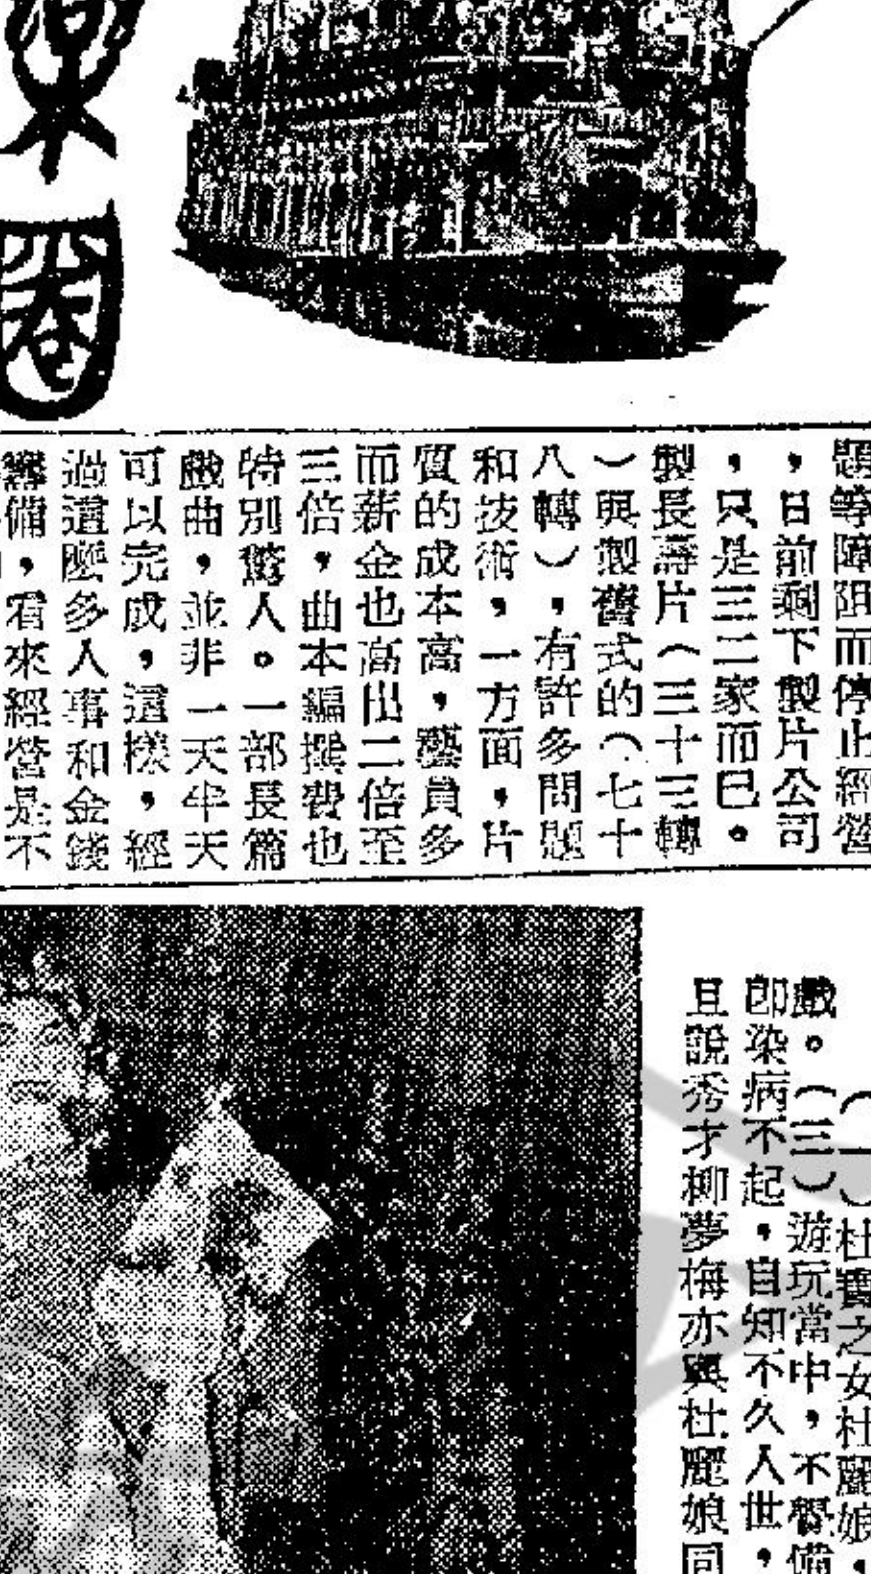 圈
題等障阻而停止經營
，日前剩下製片公司
，只是三二家而已。
製長壽片（三十三轉
）與製舊式的（七十
八轉），有許多問題
和技術，一方面，片
質的成本高，藝員多
而薪金也高出二倍至
三倍，曲本編撰費也
特別驚人。一部長篇
戲曲，並非一天半天
可以完成，這樣，經
過這麼多人事和金錢
籌備，看來經營是不
（一）杜寶之女杜麗娘，
戲。（三）遊玩當中，不覺備
即染病不起，自知不久人世，
且說秀才柳夢梅亦與杜麗娘同